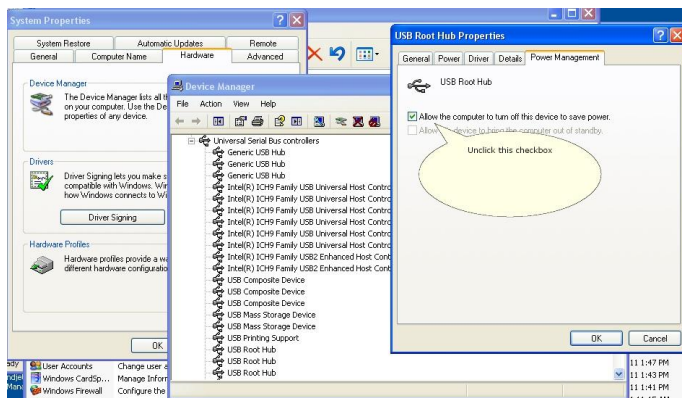 System Properties
System Restore
Automatic Updates
Remote
General
Computer Name
Hardware
Advanced
Device Manager
The Device Manager lists all t
on your computer. Use the De
properties of any device.
Drivers
Driver Signing lets you make s
compatible with Windows. Wi
how Windows connects to Wi
Driver Signing
Hardware Profiles
Hardware profiles provide a wa
different hardware configuratio
OK
Device Manager
File Action View Help
Universal Serial Bus controllers
Generic USB Hub
Generic USB Hub
Generic USB Hub
Intel(R) ICH9 Family USB Universal Host Contro
Intel(R) ICH9 Family USB Universal Host Contro
Intel(R) ICH9 Family USB Universal Host Contro
Intel(R) ICH9 Family USB Universal Host Contro
Intel(R) ICH9 Family USB Universal Host Contro
Intel(R) ICH9 Family USB2 Enhanced Host Cont
Intel(R) ICH9 Family USB2 Enhanced Host Cont
USB Composite Device
USB Composite Device
USB Composite Device
USB Mass Storage Device
USB Mass Storage Device
USB Printing Support
USB Root Hub
USB Root Hub
USB Root Hub
USB Root Hub Properties
General Power Driver Details Power Management
USB Root Hub
Allow the computer to turn off this device to save power.
Allow device to bring the computer out of standby.
Unclick this checkbox
OK
Cancel
User Accounts Change user a
Windows CardSp... Manage Inform
Windows Firewall Configure the
11 1:47 PM
11 1:43 PM
11 1:41 PM